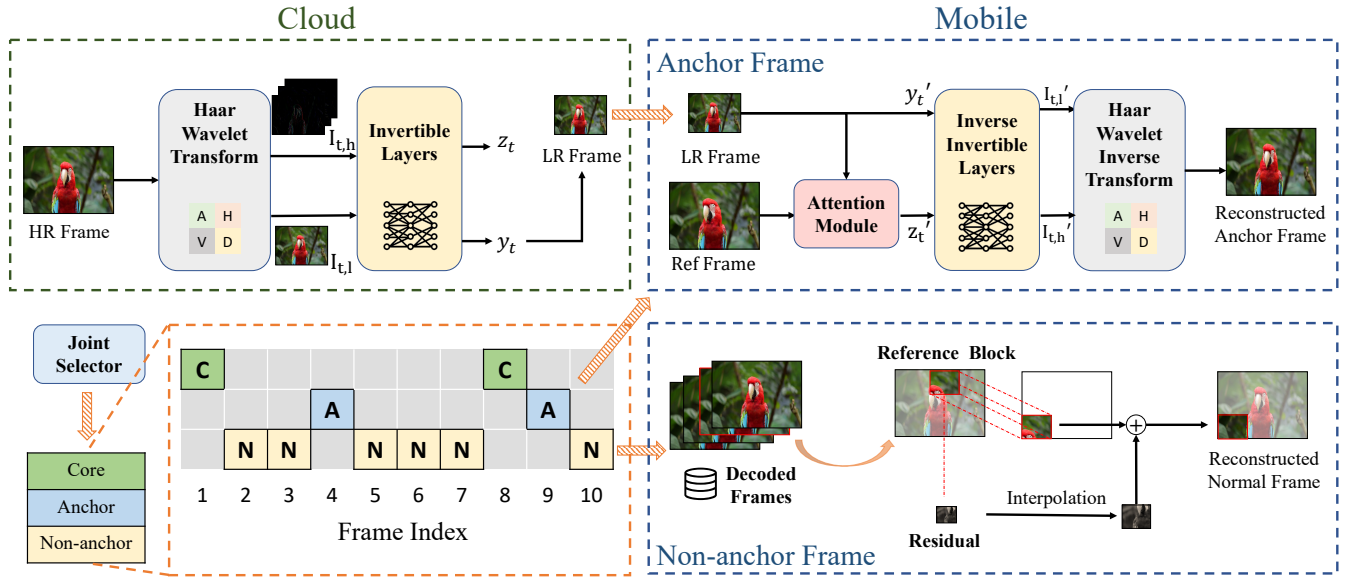 Cloud
Mobile
Haar
Wavelet
Transform
A H
V D
HR Frame
I_{t,h}
I_{t,l}
Invertible
Layers
z_t
y_t
LR Frame
Anchor Frame
LR Frame
Ref Frame
Attention
Module
y_t′
z_t′
Inverse
Invertible
Layers
I_{t,l}′
I_{t,h}′
Haar
Wavelet
Inverse
Transform
A H
V D
Reconstructed
Anchor Frame
Joint
Selector
Core
Anchor
Non-anchor
C C
A A
N N N N N N
1 2 3 4 5 6 7 8 9 10
Frame Index
Decoded
Frames
Reference Block
Residual
Interpolation
Reconstructed
Normal Frame
Non-anchor Frame